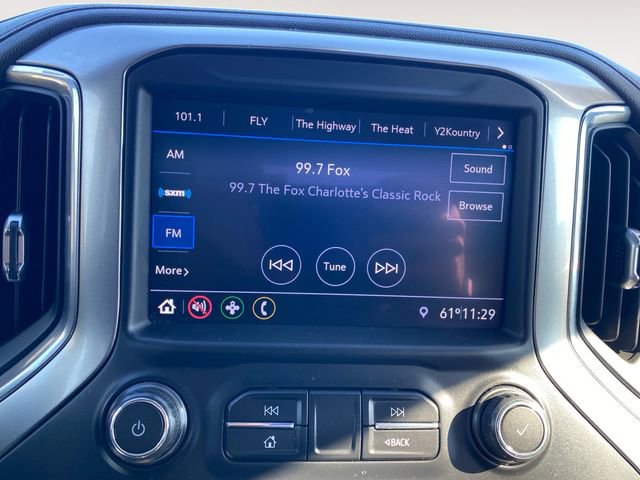 101.1 FLY The Highway The Heat Y2Kountry
AM
99.7 Fox
Sound
99.7 The Fox Charlotte's Classic Rock
((sxm))
Browse
FM
Tune
More
61° 11:29
BACK